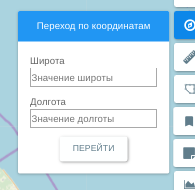 Переход по координатам
Широта
Значение широты
Долгота
Значение долготы
ПЕРЕЙТИ